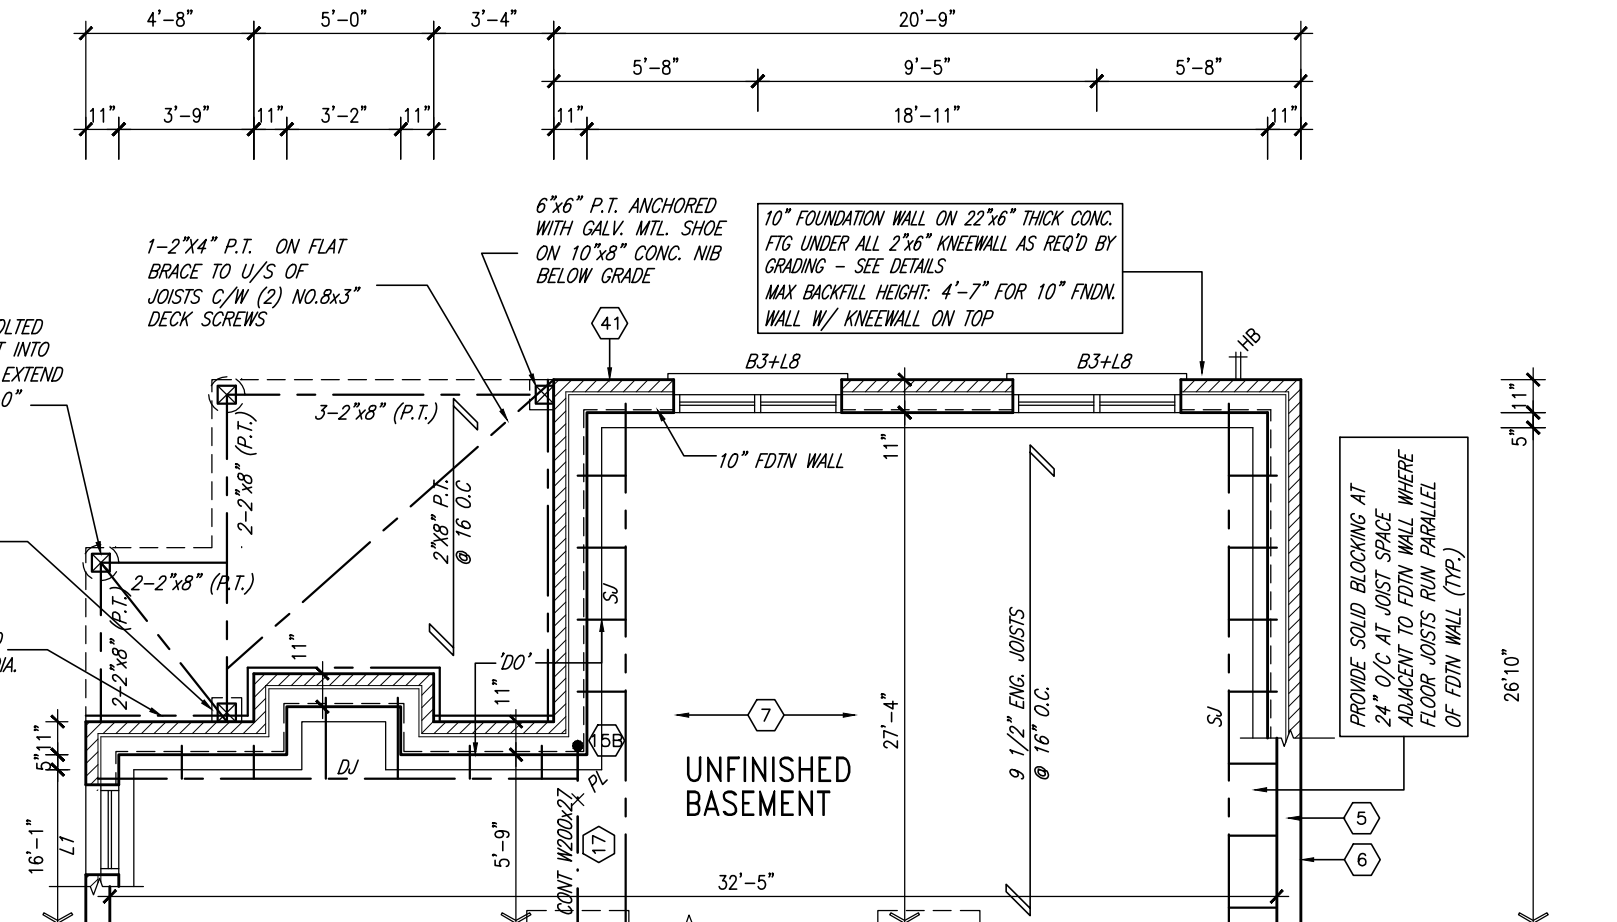 4'-8"
5'-0"
3'-4"
20'-9"
5'-8"
9'-5"
5'-8"
11"
3'-9"
11"
3'-2"
11"
11"
18'-11"
11"
6"x6" P.T. ANCHORED
WITH GALV. MTL. SHOE
ON 10"x8" CONC. NIB
BELOW GRADE
10" FOUNDATION WALL ON 22"x6" THICK CONC.
FTG UNDER ALL 2"x6" KNEEWALL AS REQ'D BY
GRADING - SEE DETAILS
MAX BACKFILL HEIGHT: 4'-7" FOR 10" FNDN.
WALL W/ KNEEWALL ON TOP
1-2"X4" P.T. ON FLAT
BRACE TO U/S OF
JOISTS C/W (2) NO.8x3"
DECK SCREWS
OLTED
T INTO
EXTEND
0"
41
B3+L8
B3+L8
HB
3-2"x8" (P.T.)
2-2"x8" (P.T.)
2"X8" P.T.
@ 16 O.C
10" FDTN WALL
11"
11"
5"
2-2"x8" (P.T.)
2-2"x8" (P.T.)
SJ
'DO'
11"
11"
IA.
7
15B
UNFINISHED
BASEMENT
27'-4"
9 1/2" ENG. JOISTS
@ 16" O.C.
SJ
PROVIDE SOLID BLOCKING AT
24" O/C AT JOIST SPACE
ADJACENT TO FDTN WALL WHERE
FLOOR JOISTS RUN PARALLEL
OF FDTN WALL (TYP.)
26'10"
11"
5"
DJ
PL
CONT. W200x27
17
5'-9"
16'-1"
L1
32'-5"
5
6